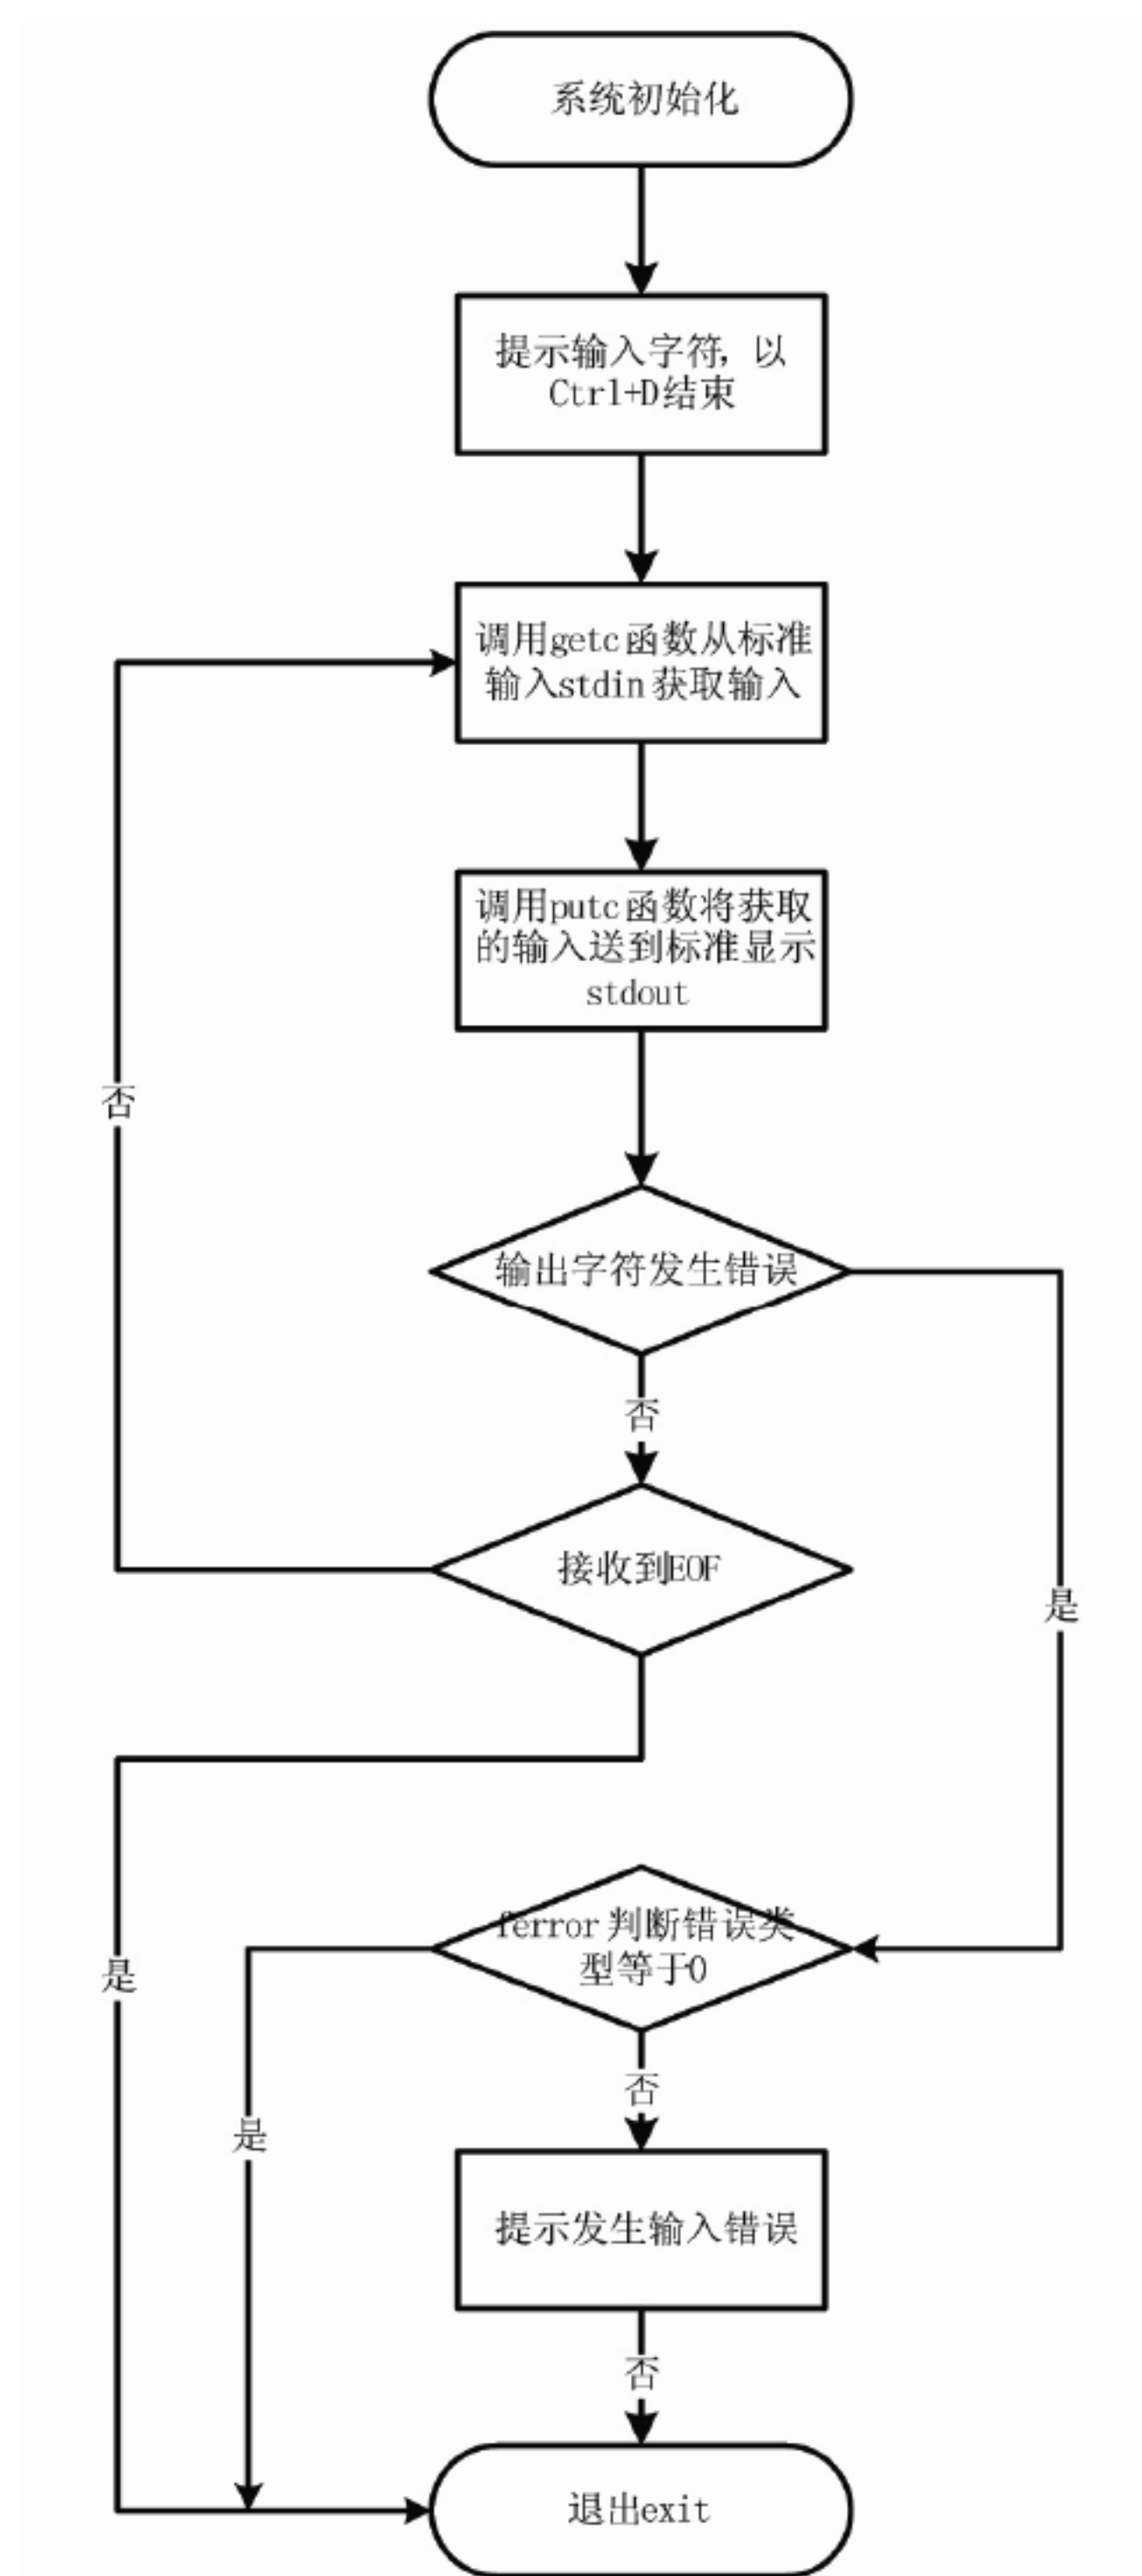 系统初始化
提示输入字符，以
Ctrl+D结束
调用getc函数从标准
输入stdin获取输入
调用putc函数将获取
的输入送到标准显示
stdout
否
输出字符发生错误
否
接收到EOF
是
ferror判断错误类
型等于0
是
否
是
提示发生输入错误
否
退出exit